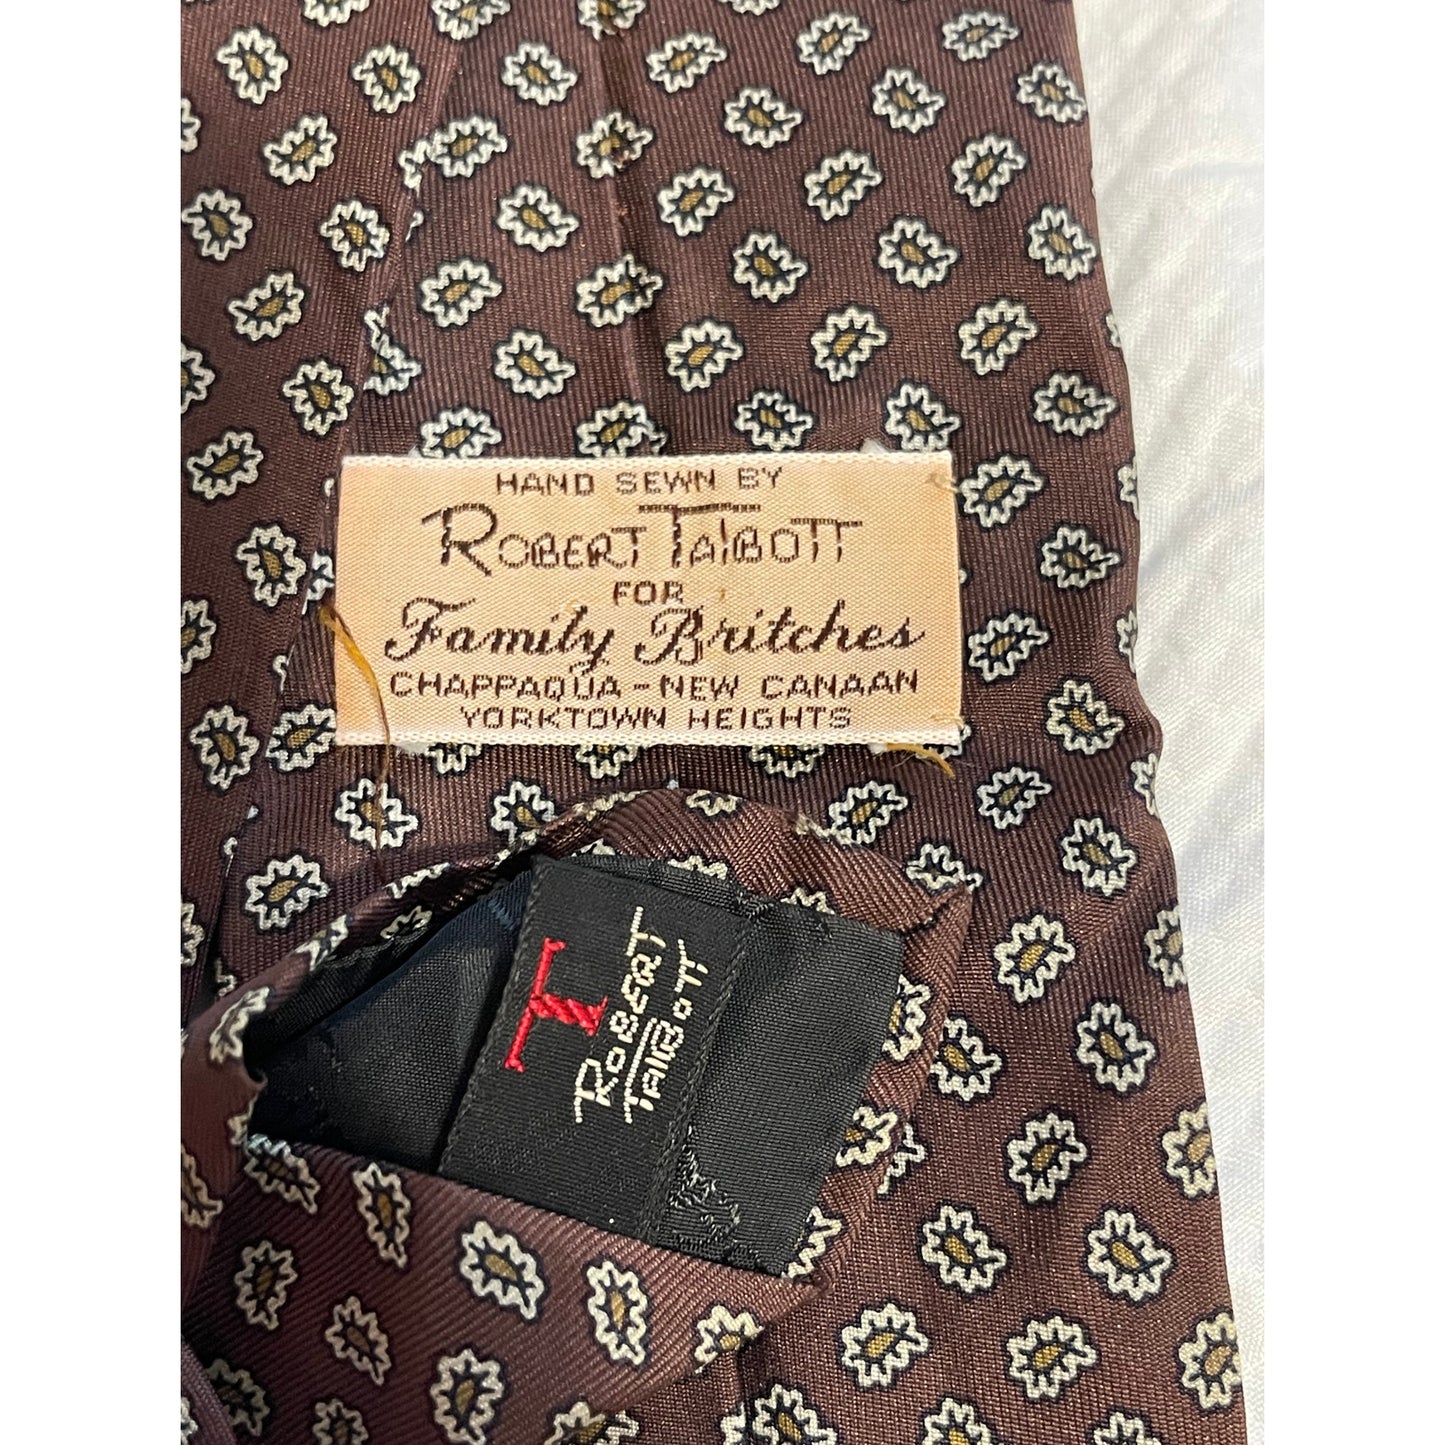 HAND SEWN BY
ROBERT TALBOTT
FOR
Family Britches
CHAPPAQUA - NEW CANAAN
YORKTOWN HEIGHTS
T
ROBERT
TALBOTT